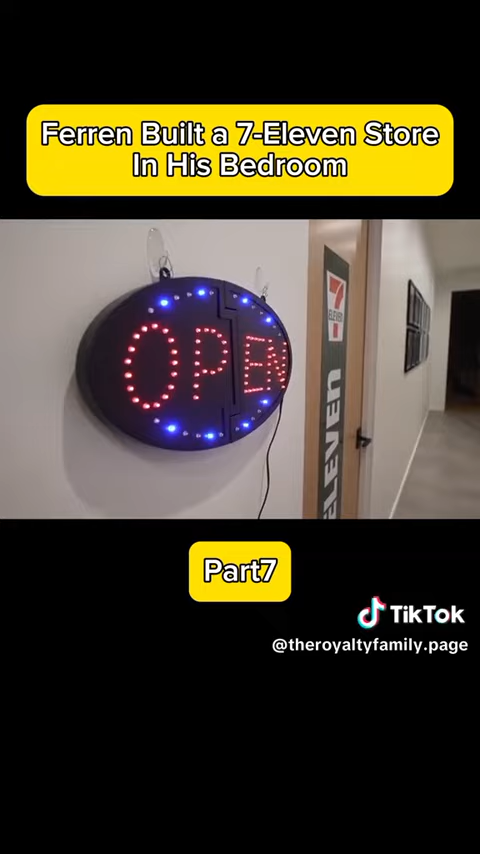 Ferren Built a 7-Eleven Store
In His Bedroom
OPEN
7
ELEVEN
ELEVEN
Part7
TikTok
@theroyaltyfamily.page